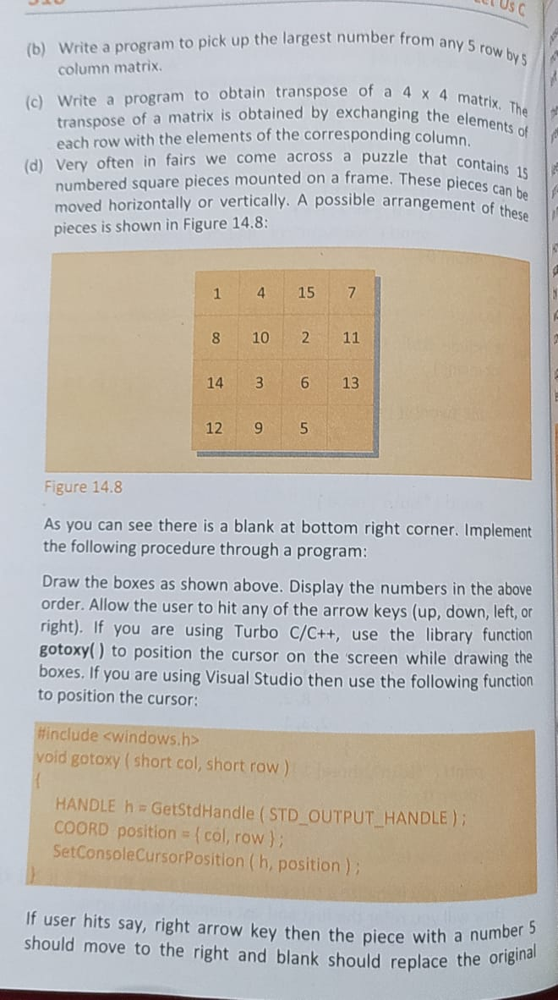 Us C
(b) Write a program to pick up the largest number from any 5 row by 5
column matrix.
(c) Write a program to obtain transpose of a 4 x 4 matrix. The
transpose of a matrix is obtained by exchanging the elements of
each row with the elements of the corresponding column.
(d) Very often in fairs we come across a puzzle that contains 15
numbered square pieces mounted on a frame. These pieces can be
moved horizontally or vertically. A possible arrangement of these
pieces is shown in Figure 14.8:
1 4 15 7
8 10 2 11
14 3 6 13
12 9 5
Figure 14.8
As you can see there is a blank at bottom right corner. Implement
the following procedure through a program:
Draw the boxes as shown above. Display the numbers in the above
order. Allow the user to hit any of the arrow keys (up, down, left, or
right). If you are using Turbo C/C++, use the library function
gotoxy( ) to position the cursor on the screen while drawing the
boxes. If you are using Visual Studio then use the following function
to position the cursor:
#include <windows.h>
void gotoxy ( short col, short row )
{
HANDLE h = GetStdHandle ( STD_OUTPUT_HANDLE ) ;
COORD position = { col, row } ;
SetConsoleCursorPosition ( h, position ) ;
}
If user hits say, right arrow key then the piece with a number 5
should move to the right and blank should replace the original